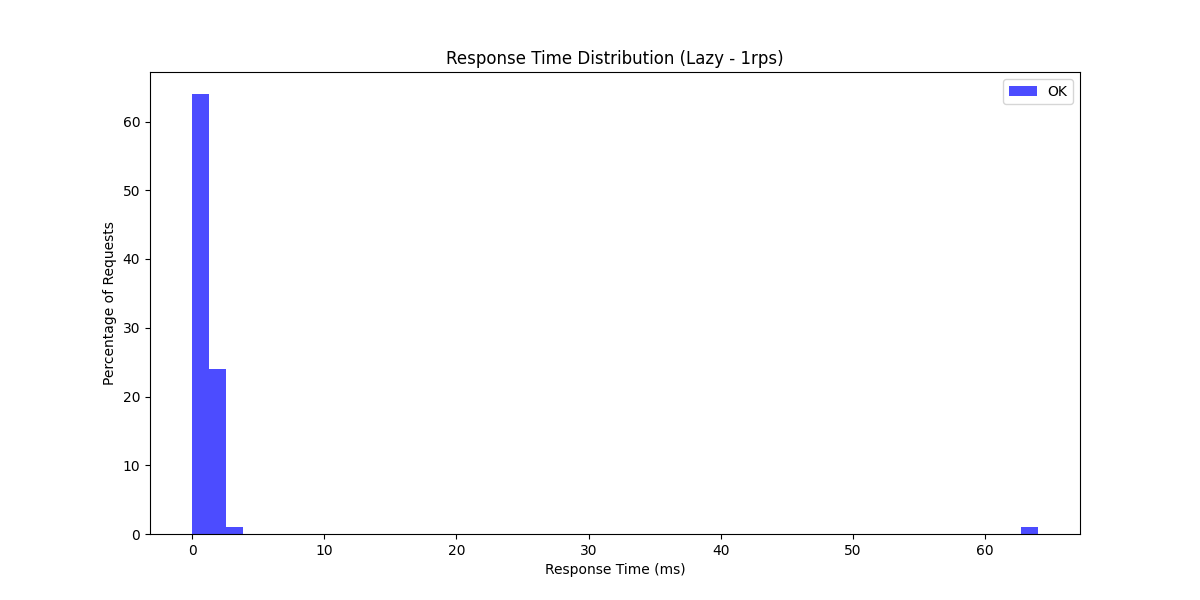 Response Time Distribution (Lazy - 1rps)
OK
Percentage of Requests
60
50
40
30
20
10
0
0 10 20 30 40 50 60
Response Time (ms)